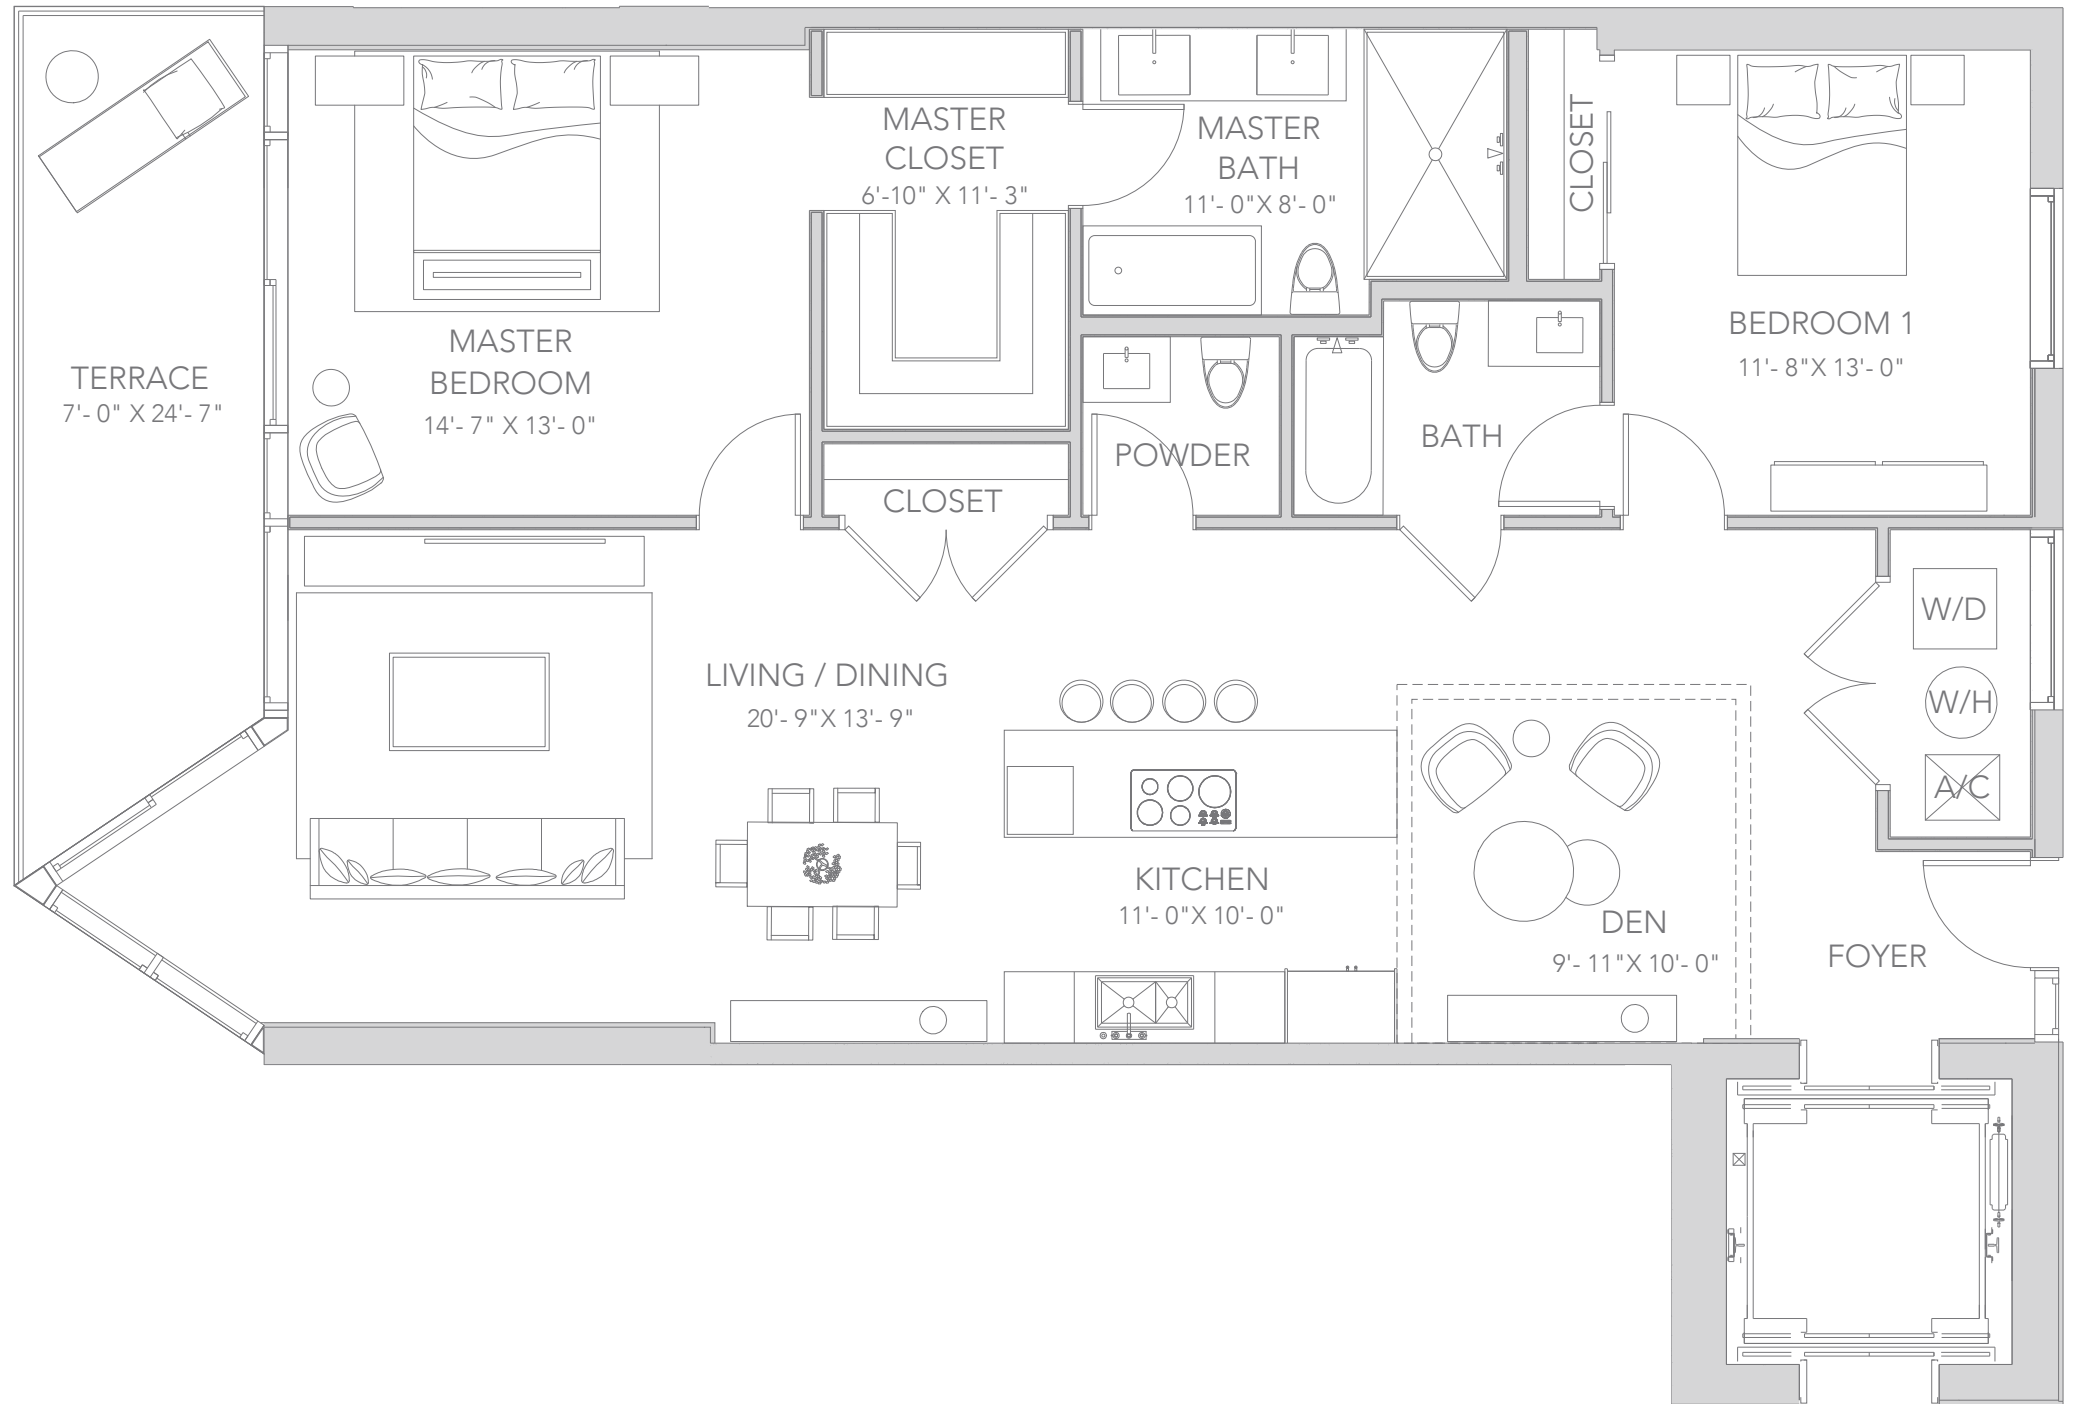 MASTER
CLOSET
6'-10" X 11'- 3"
MASTER
BATH
11'- 0"X 8'- 0"
CLOSET
BEDROOM 1
11'- 8"X 13'- 0"
MASTER
BEDROOM
14'- 7" X 13'- 0"
TERRACE
7'- 0" X 24'- 7"
POWDER
BATH
CLOSET
W/D
W/H
A/C
LIVING / DINING
20'- 9"X 13'- 9"
KITCHEN
11'- 0"X 10'- 0"
DEN
9'- 11"X 10'- 0"
FOYER